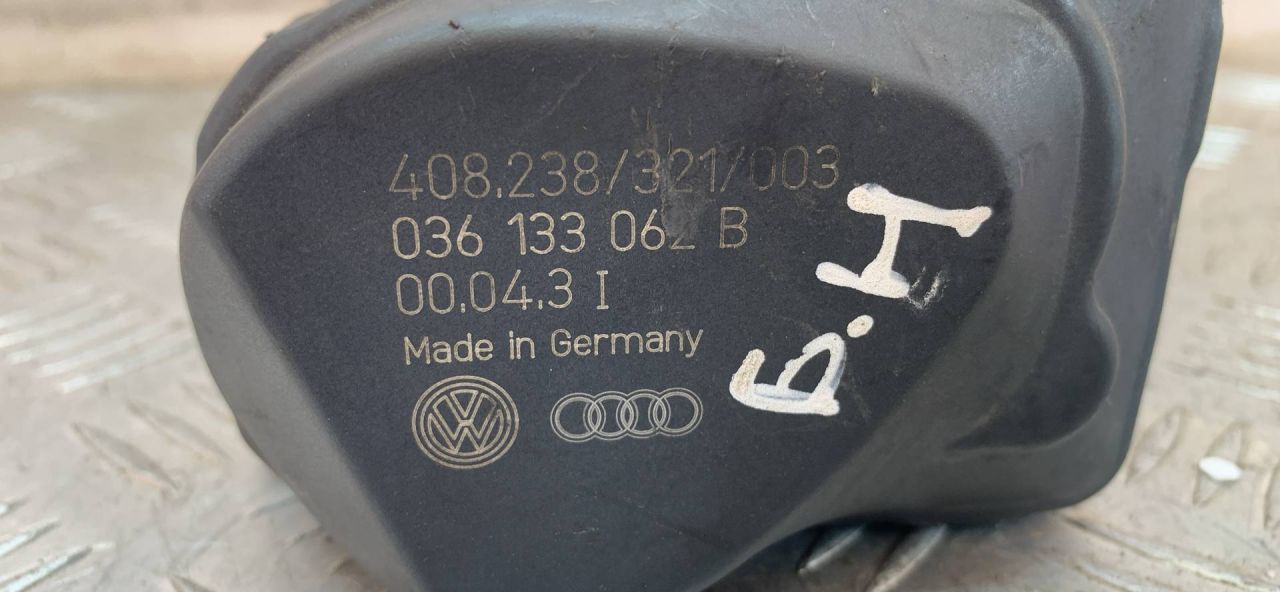 408.238/321/003
036 133 062 B
00.04.3 I
Made in Germany
Б.Н